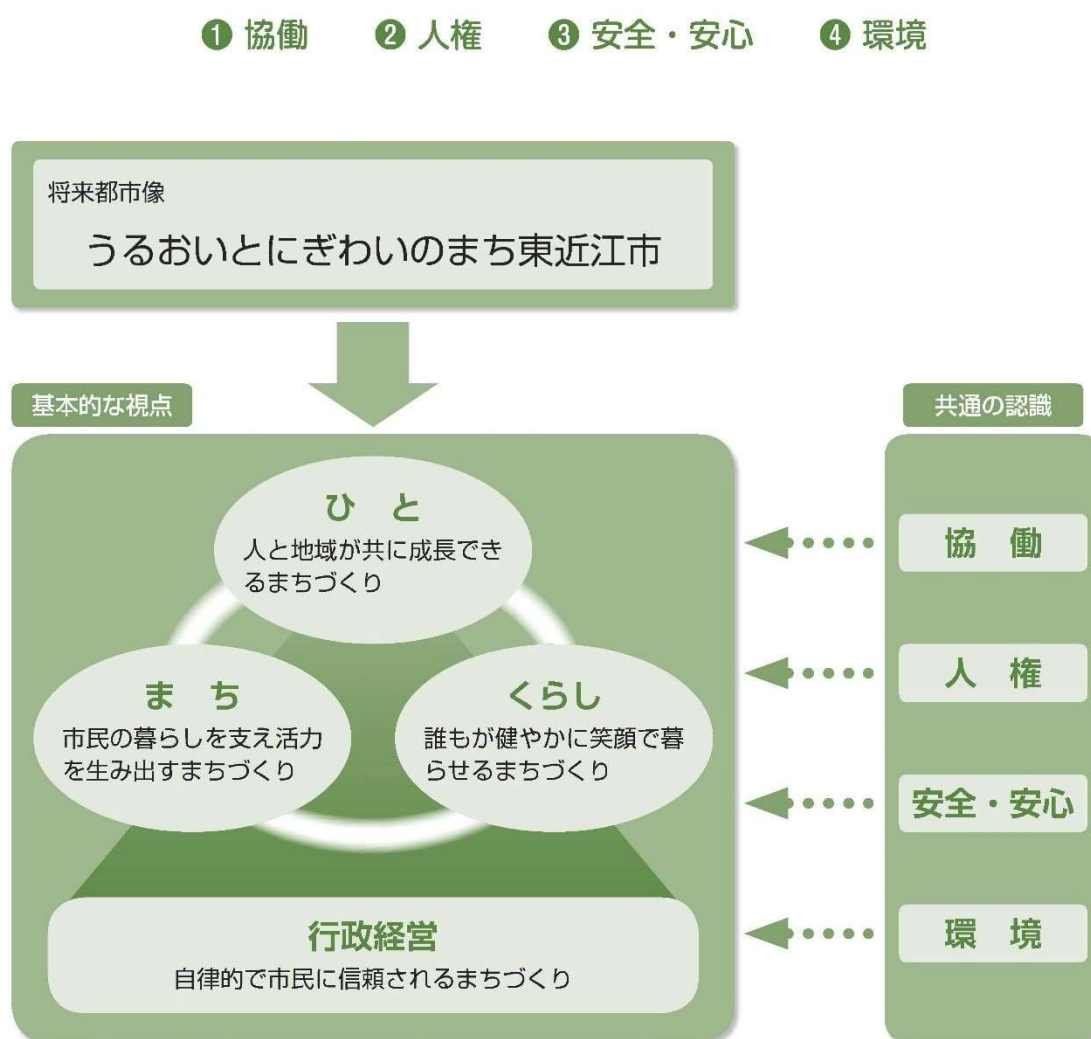 ❶ 協働 ❷ 人権 ❸ 安全・安心 ❹ 環境
将来都市像
うるおいとにぎわいのまち東近江市
基本的な視点
共通の認識
ひ と
人と地域が共に成長でき
るまちづくり
ま ち
市民の暮らしを支え活力
を生み出すまちづくり
くらし
誰もが健やかに笑顔で暮
らせるまちづくり
行政経営
自律的で市民に信頼されるまちづくり
協 働
人 権
安全・安心
環 境